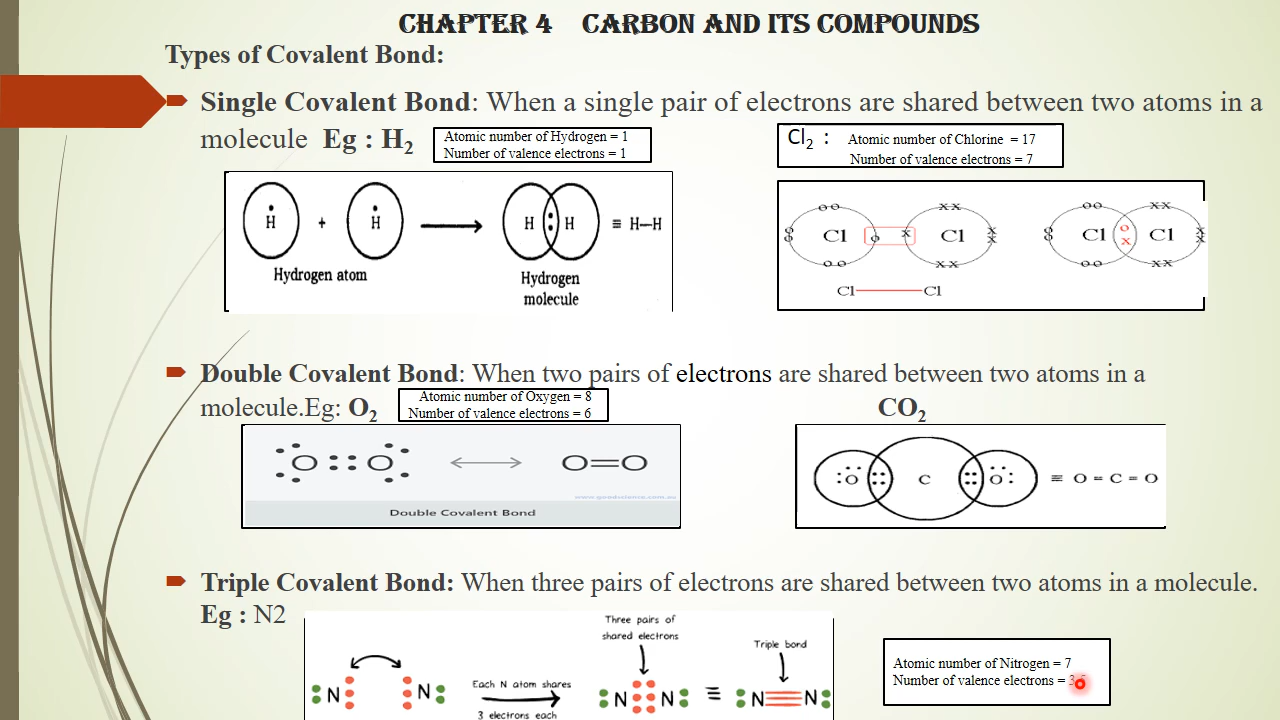 CHAPTER 4 CARBON AND ITS COMPOUNDS
Types of Covalent Bond:
Single Covalent Bond: When a single pair of electrons are shared between two atoms in a
molecule Eg : H2
Atomic number of Hydrogen = 1
Number of valence electrons = 1
Cl2 : Atomic number of Chlorine = 17
Number of valence electrons = 7
H + H H H ≡ H—H
Hydrogen atom
Hydrogen
molecule
Cl Cl Cl Cl
Cl Cl
Double Covalent Bond: When two pairs of electrons are shared between two atoms in a
molecule.Eg: O2
Atomic number of Oxygen = 8
Number of valence electrons = 6
CO2
O O O=O
www.goodscience.com.au
Double Covalent Bond
O C O ≡ O = C = O
Triple Covalent Bond: When three pairs of electrons are shared between two atoms in a molecule.
Eg : N2
Three pairs of
shared electrons
Triple bond
Each N atom shares
3 electrons each
N N N N ≡ N≡N
Atomic number of Nitrogen = 7
Number of valence electrons =